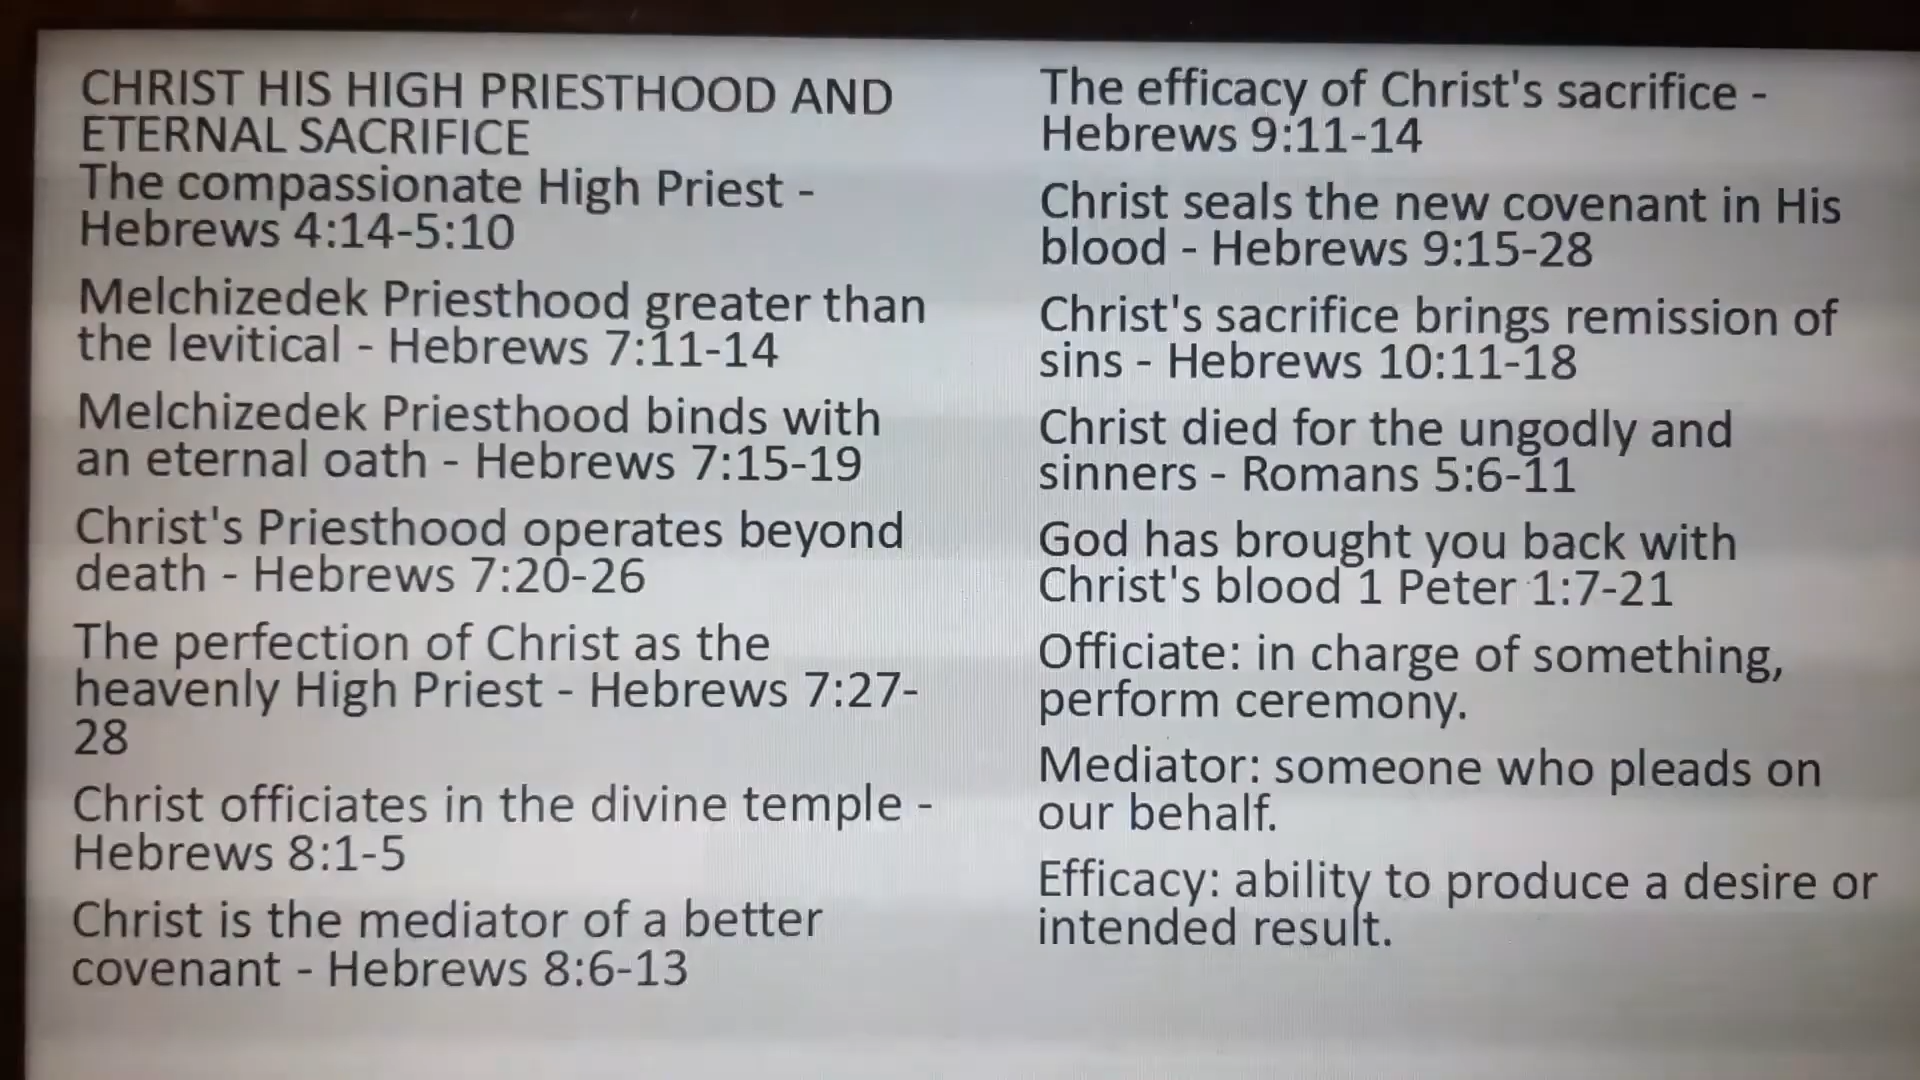 CHRIST HIS HIGH PRIESTHOOD AND
ETERNAL SACRIFICE
The compassionate High Priest -
Hebrews 4:14-5:10
Melchizedek Priesthood greater than
the levitical - Hebrews 7:11-14
Melchizedek Priesthood binds with
an eternal oath - Hebrews 7:15-19
Christ's Priesthood operates beyond
death - Hebrews 7:20-26
The perfection of Christ as the
heavenly High Priest - Hebrews 7:27-
28
Christ officiates in the divine temple -
Hebrews 8:1-5
Christ is the mediator of a better
covenant - Hebrews 8:6-13
The efficacy of Christ's sacrifice -
Hebrews 9:11-14
Christ seals the new covenant in His
blood - Hebrews 9:15-28
Christ's sacrifice brings remission of
sins - Hebrews 10:11-18
Christ died for the ungodly and
sinners - Romans 5:6-11
God has brought you back with
Christ's blood 1 Peter 1:7-21
Officiate: in charge of something,
perform ceremony.
Mediator: someone who pleads on
our behalf.
Efficacy: ability to produce a desire or
intended result.